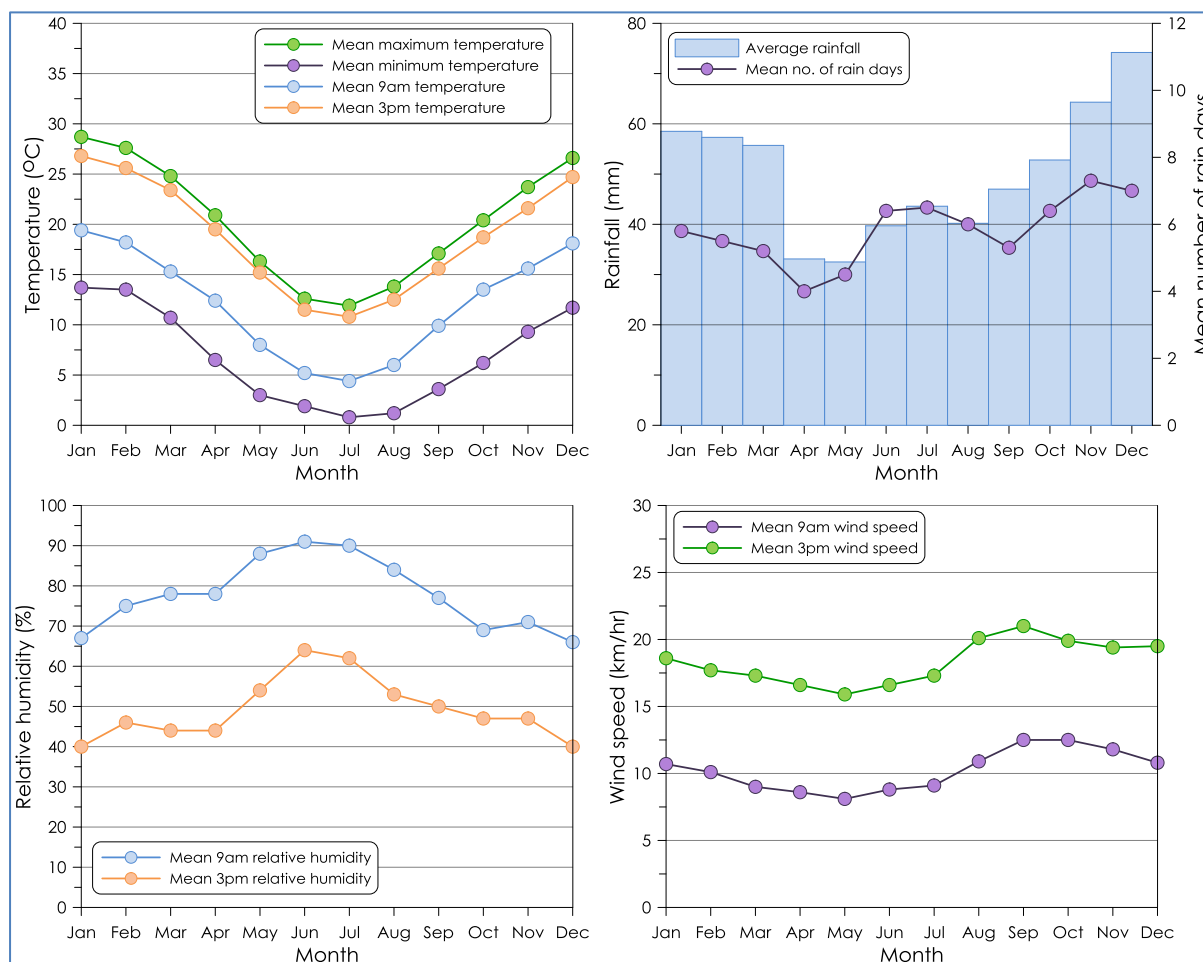 40
35
30
25
20
15
10
5
0
Temperature (ºC)
Mean maximum temperature
Mean minimum temperature
Mean 9am temperature
Mean 3pm temperature
Jan Feb Mar Apr May Jun Jul Aug Sep Oct Nov Dec
Month
80
60
40
20
0
Rainfall (mm)
Average rainfall
Mean no. of rain days
12
10
8
6
4
2
0
Mean number of rain days
Jan Feb Mar Apr May Jun Jul Aug Sep Oct Nov Dec
Month
100
90
80
70
60
50
40
30
20
10
0
Relative humidity (%)
Mean 9am relative humidity
Mean 3pm relative humidity
Jan Feb Mar Apr May Jun Jul Aug Sep Oct Nov Dec
Month
30
25
20
15
10
5
0
Wind speed (km/hr)
Mean 9am wind speed
Mean 3pm wind speed
Jan Feb Mar Apr May Jun Jul Aug Sep Oct Nov Dec
Month